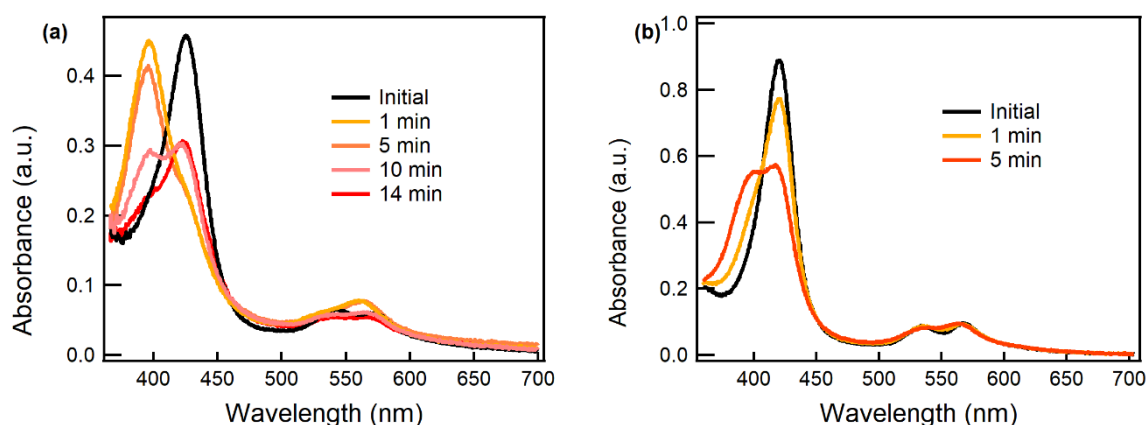 (a)
Absorbance (a.u.)
0.4
0.3
0.2
0.1
0.0
Initial
1 min
5 min
10 min
14 min
400 450 500 550 600 650 700
Wavelength (nm)
(b)
Absorbance (a.u.)
1.0
0.8
0.6
0.4
0.2
0.0
Initial
1 min
5 min
400 450 500 550 600 650 700
Wavelength (nm)